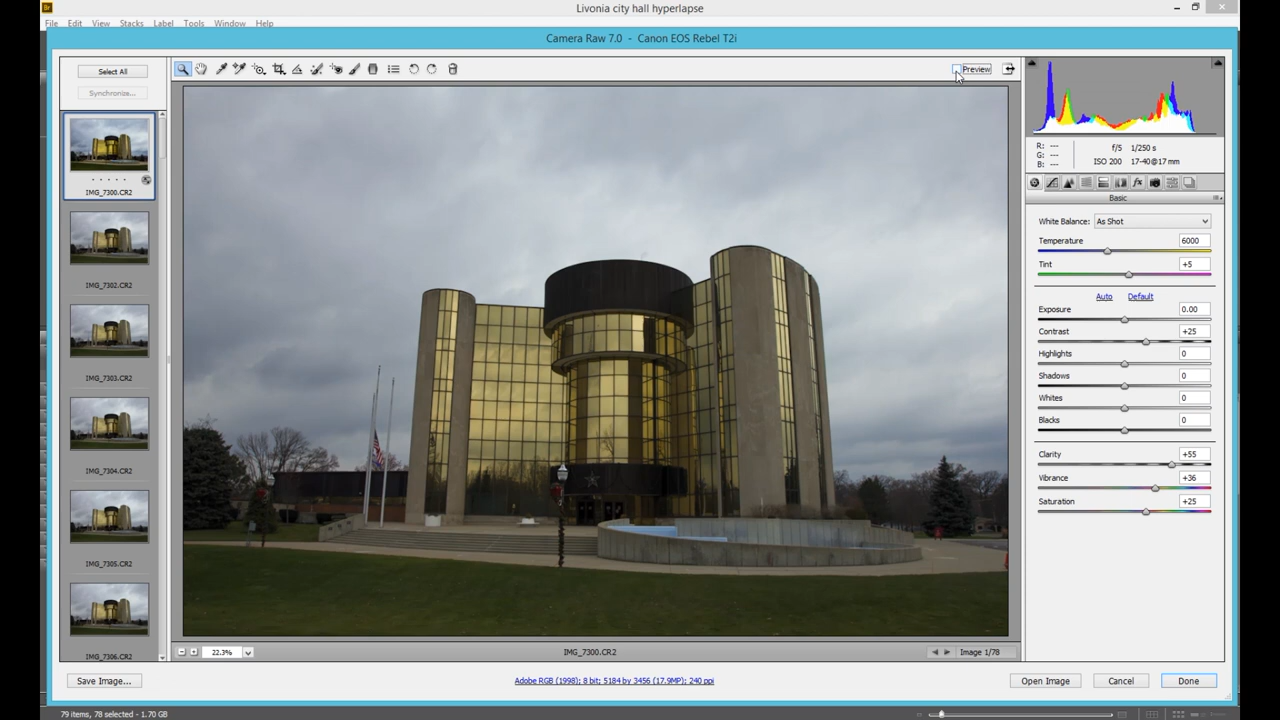 Br
Livonia city hall hyperlapse
File Edit View Stacks Label Tools Window Help
Camera Raw 7.0 - Canon EOS Rebel T2i
Select All
Synchronize...
Preview
IMG_7300.CR2
IMG_7302.CR2
IMG_7303.CR2
IMG_7304.CR2
IMG_7305.CR2
IMG_7306.CR2
R: ---
G: ---
B: ---
f/5 1/250 s
ISO 200 17-40@17 mm
Basic
White Balance: As Shot
Temperature 6000
Tint +5
Auto Default
Exposure 0.00
Contrast +25
Highlights 0
Shadows 0
Whites 0
Blacks 0
Clarity +55
Vibrance +36
Saturation +25
22.3%
IMG_7300.CR2
Image 1/78
Save Image...
Adobe RGB (1998); 8 bit; 5184 by 3456 (17.9MP); 240 ppi
Open Image Cancel Done
79 items, 78 selected - 1.70 GB